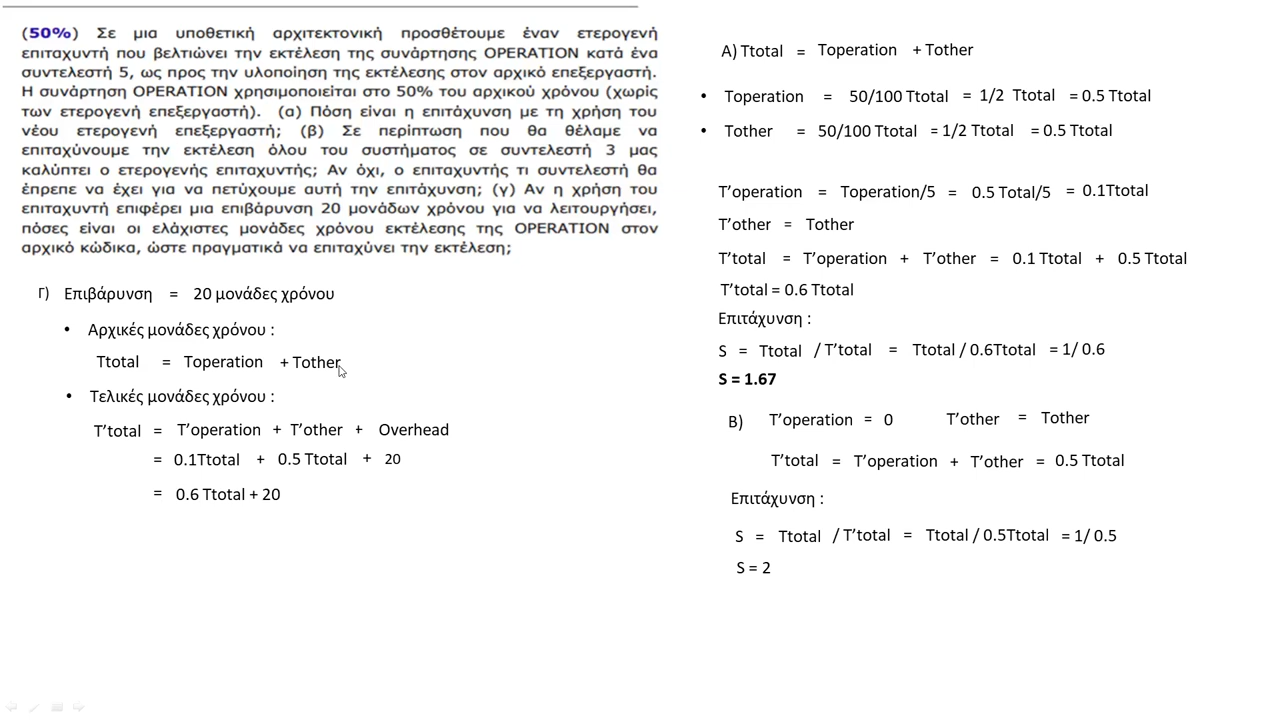 (50%) Σε μια υποθετική αρχιτεκτονική προσθέτουμε έναν ετερογενή
επιταχυντή που βελτιώνει την εκτέλεση της συνάρτησης OPERATION κατά ένα
συντελεστή 5, ως προς την υλοποίηση της εκτέλεσης στον αρχικό επεξεργαστή.
Η συνάρτηση OPERATION χρησιμοποιείται στο 50% του αρχικού χρόνου (χωρίς
των ετερογενή επεξεργαστή). (α) Πόση είναι η επιτάχυνση με τη χρήση του
νέου ετερογενή επεξεργαστή; (β) Σε περίπτωση που θα θέλαμε να
επιταχύνουμε την εκτέλεση όλου του συστήματος σε συντελεστή 3 μας
καλύπτει ο ετερογενής επιταχυντής; Αν όχι, ο επιταχυντής τι συντελεστή θα
έπρεπε να έχει για να πετύχουμε αυτή την επιτάχυνση; (γ) Αν η χρήση του
επιταχυντή επιφέρει μια επιβάρυνση 20 μονάδων χρόνου για να λειτουργήσει,
πόσες είναι οι ελάχιστες μονάδες χρόνου εκτέλεσης της OPERATION στον
αρχικό κώδικα, ώστε πραγματικά να επιταχύνει την εκτέλεση;
Γ) Επιβάρυνση = 20 μονάδες χρόνου
• Αρχικές μονάδες χρόνου :
Ttotal = Toperation + Tother
• Τελικές μονάδες χρόνου :
T’total = T’operation + T’other + Overhead
= 0.1Ttotal + 0.5 Ttotal + 20
= 0.6 Ttotal + 20
Α) Ttotal = Toperation + Tother
• Toperation = 50/100 Ttotal = 1/2 Ttotal = 0.5 Ttotal
• Tother = 50/100 Ttotal = 1/2 Ttotal = 0.5 Ttotal
T’operation = Toperation/5 = 0.5 Total/5 = 0.1Ttotal
T’other = Tother
T’total = T’operation + T’other = 0.1 Ttotal + 0.5 Ttotal
T’total = 0.6 Ttotal
Επιτάχυνση :
S = Ttotal / T’total = Ttotal / 0.6Ttotal = 1/ 0.6
S = 1.67
Β) T’operation = 0 T’other = Tother
T’total = T’operation + T’other = 0.5 Ttotal
Επιτάχυνση :
S = Ttotal / T’total = Ttotal / 0.5Ttotal = 1/ 0.5
S = 2